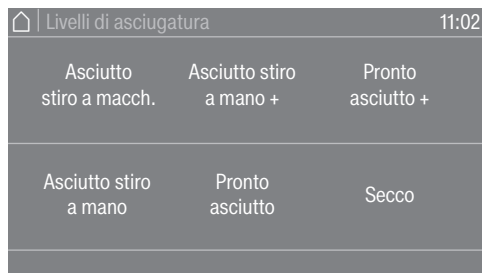 Livelli di asciugatura 11:02
Asciutto stiro a macch.
Asciutto stiro a mano +
Pronto asciutto +
Asciutto stiro a mano
Pronto asciutto
Secco